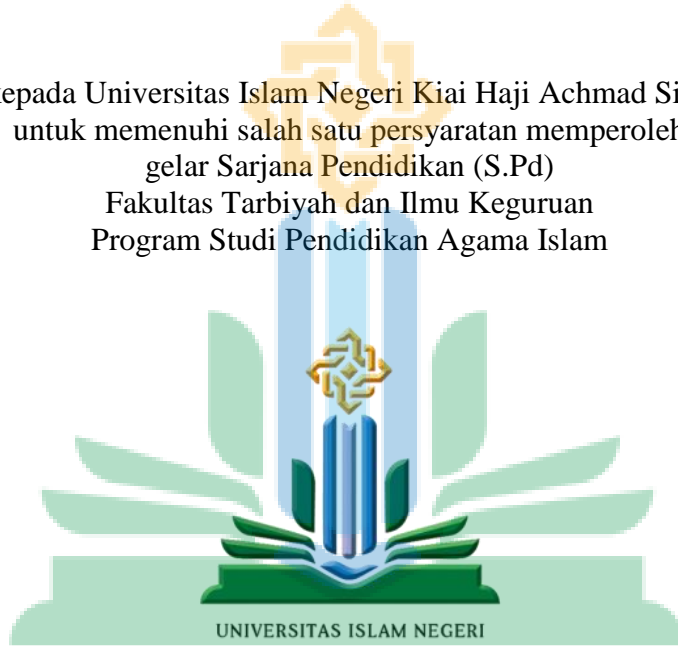 kepada Universitas Islam Negeri Kiai Haji Achmad Si
untuk memenuhi salah satu persyaratan memperoleh
gelar Sarjana Pendidikan (S.Pd)
Fakultas Tarbiyah dan Ilmu Keguruan
Program Studi Pendidikan Agama Islam
UNIVERSITAS ISLAM NEGERI